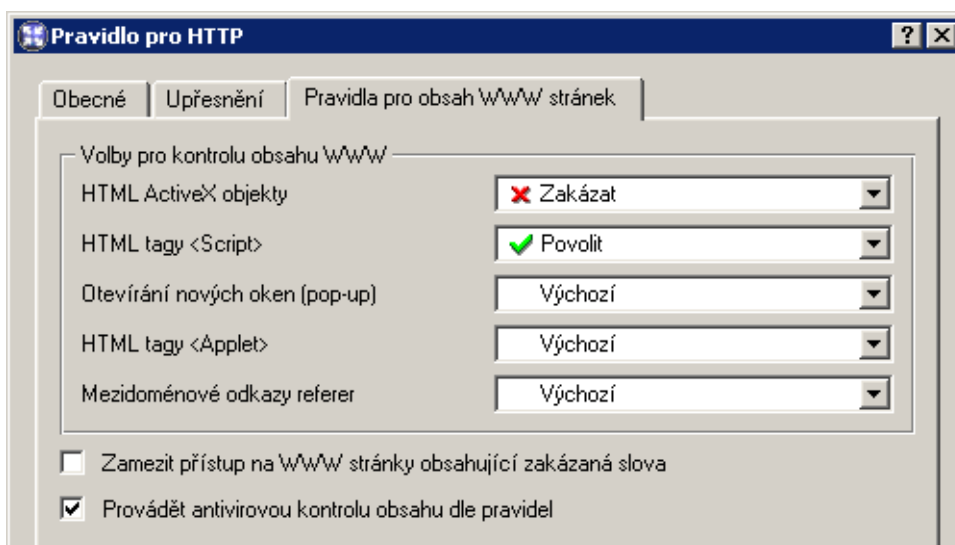 Pravidlo pro HTTP
Obecné Upřesnění Pravidla pro obsah WWW stránek
Volby pro kontrolu obsahu WWW
HTML ActiveX objekty Zakázat
HTML tagy <Script> Povolit
Otevírání nových oken (pop-up) Výchozí
HTML tagy <Applet> Výchozí
Mezidoménové odkazy referer Výchozí
Zamezit přístup na WWW stránky obsahující zakázaná slova
Provádět antivirovou kontrolu obsahu dle pravidel